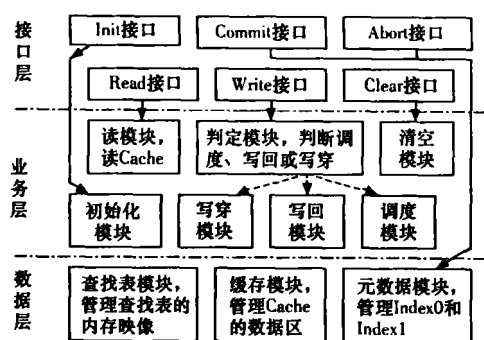 接口层
Init接口
Commit接口
Abort接口
Read接口
Write接口
Clear接口
业务层
读模块，
读Cache
判定模块，判断调
度、写回或写穿
清空
模块
初始化
模块
写穿
模块
写回
模块
调度
模块
数据层
查找表模块，
管理查找表的
内存映像
缓存模块，
管理Cache
的数据区
元数据模块，
管理Index0和
Index1